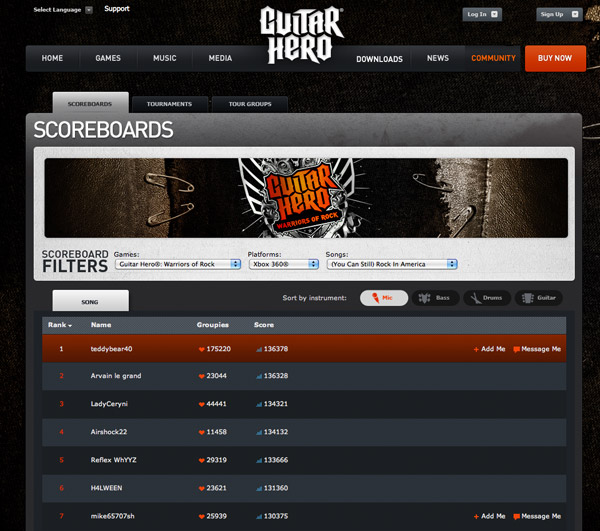 Select Language
Support
Log In
Sign Up
GUITAR HERO
HOME
GAMES
MUSIC
MEDIA
DOWNLOADS
NEWS
COMMUNITY
BUY NOW
SCOREBOARDS
TOURNAMENTS
TOUR GROUPS
SCOREBOARDS
GUITAR
HERO
WARRIORS OF ROCK
SCOREBOARD
FILTERS
Games:
Guitar Hero®: Warriors of Rock
Platforms:
Xbox 360®
Songs:
(You Can Still) Rock In America
SONG
Sort by instrument:
Mic
Bass
Drums
Guitar
Rank Name Groupies Score
1 teddybear40 175220 136378 + Add Me Message Me
2 Arvain le grand 23044 136328
3 LadyCeryni 44441 134321
4 Airshock22 11458 134132
5 Reflex WhYYZ 29319 133666
6 H4LWEEN 23621 131360
7 mike65707sh 25939 130375 + Add Me Message Me